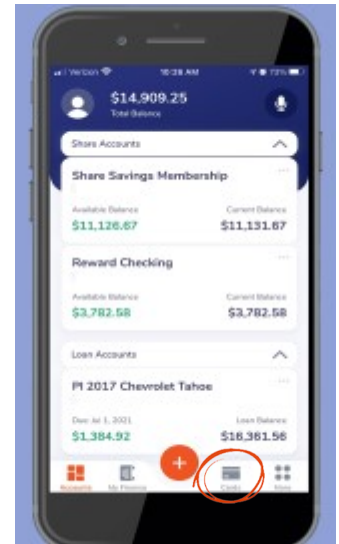 Verizon 10:28 AM 72%
$14,909.25
Total Balance
Share Accounts
Share Savings Membership
Available Balance Current Balance
$11,126.67 $11,131.67
Reward Checking
Available Balance Current Balance
$3,782.58 $3,782.58
Loan Accounts
PI 2017 Chevrolet Tahoe
Due Jul 1, 2021 Loan Balance
$1,384.92 $16,361.56
Accounts My Finance Cards More